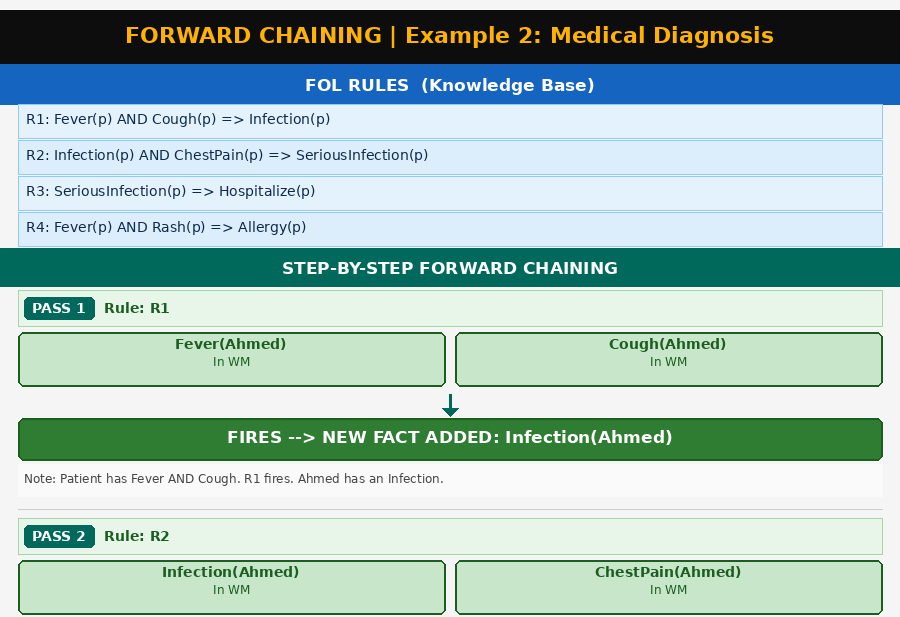 FORWARD CHAINING | Example 2: Medical Diagnosis
FOL RULES  (Knowledge Base)
R1: Fever(p) AND Cough(p) => Infection(p)
R2: Infection(p) AND ChestPain(p) => SeriousInfection(p)
R3: SeriousInfection(p) => Hospitalize(p)
R4: Fever(p) AND Rash(p) => Allergy(p)
STEP-BY-STEP FORWARD CHAINING
PASS 1 Rule: R1
Fever(Ahmed) Cough(Ahmed)
In WM In WM
FIRES --> NEW FACT ADDED: Infection(Ahmed)
Note: Patient has Fever AND Cough. R1 fires. Ahmed has an Infection.
PASS 2 Rule: R2
Infection(Ahmed) ChestPain(Ahmed)
In WM In WM